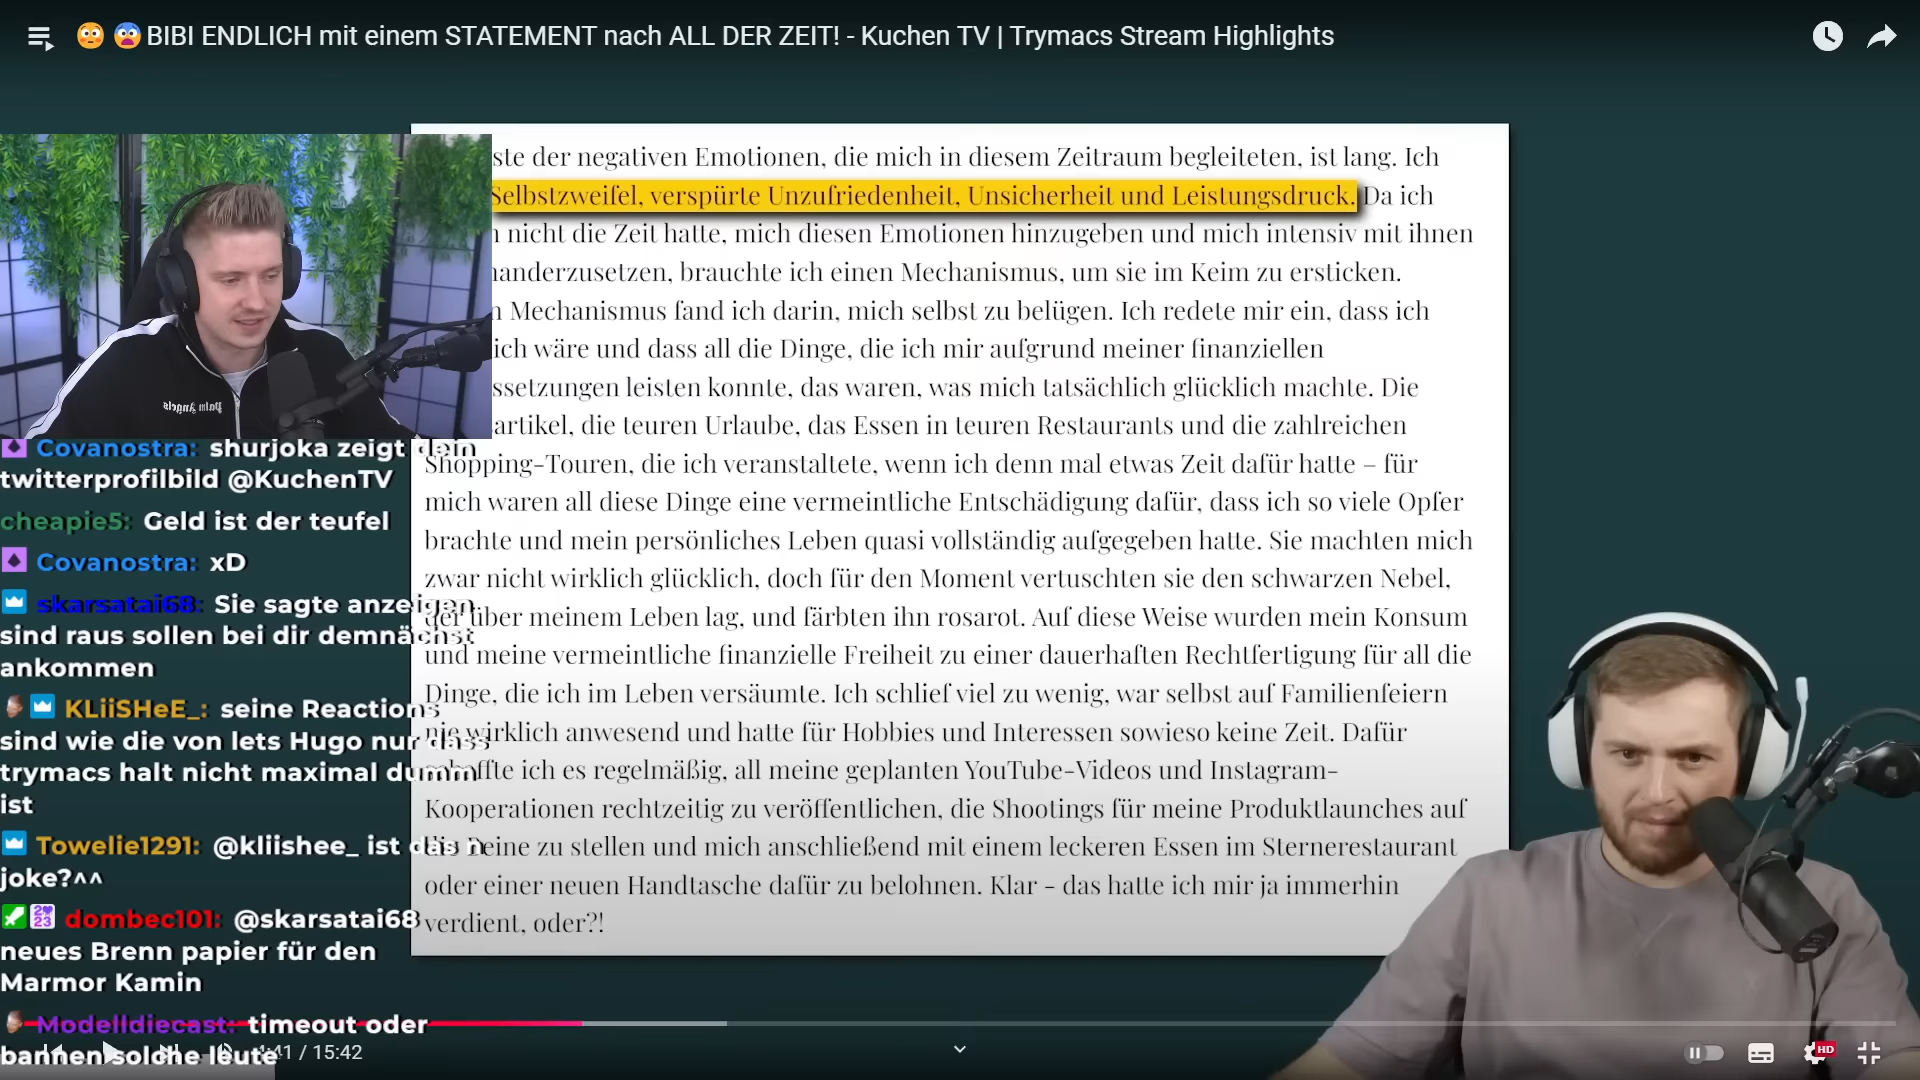 BIBI ENDLICH mit einem STATEMENT nach ALL DER ZEIT! - Kuchen TV | Trymacs Stream Highlights
ste der negativen Emotionen, die mich in diesem Zeitraum begleiteten, ist lang. Ich
Selbstzweifel, verspürte Unzufriedenheit, Unsicherheit und Leistungsdruck. Da ich
n nicht die Zeit hatte, mich diesen Emotionen hinzugeben und mich intensiv mit ihnen
nanderzusetzen, brauchte ich einen Mechanismus, um sie im Keim zu ersticken.
n Mechanismus fand ich darin, mich selbst zu belügen. Ich redete mir ein, dass ich
ich wäre und dass all die Dinge, die ich mir aufgrund meiner finanziellen
ssetzungen leisten konnte, das waren, was mich tatsächlich glücklich machte. Die
artikel, die teuren Urlaube, das Essen in teuren Restaurants und die zahlreichen
Shopping-Touren, die ich veranstaltete, wenn ich denn mal etwas Zeit dafür hatte – für
mich waren all diese Dinge eine vermeintliche Entschädigung dafür, dass ich so viele Opfer
brachte und mein persönliches Leben quasi vollständig aufgegeben hatte. Sie machten mich
zwar nicht wirklich glücklich, doch für den Moment vertuschten sie den schwarzen Nebel,
der über meinem Leben lag, und färbten ihn rosarot. Auf diese Weise wurden mein Konsum
und meine vermeintliche finanzielle Freiheit zu einer dauerhaften Rechtfertigung für all die
Dinge, die ich im Leben versäumte. Ich schlief viel zu wenig, war selbst auf Familienfeiern
nie wirklich anwesend und hatte für Hobbies und Interessen sowieso keine Zeit. Dafür
schaffte ich es regelmäßig, all meine geplanten YouTube-Videos und Instagram-
Kooperationen rechtzeitig zu veröffentlichen, die Shootings für meine Produktlaunches auf
die Beine zu stellen und mich anschließend mit einem leckeren Essen im Sternerestaurant
oder einer neuen Handtasche dafür zu belohnen. Klar - das hatte ich mir ja immerhin
verdient, oder?!
Palm Angels
Covanostra: shurjoka zeigt dein
twitterprofilbild @KuchenTV
cheapie5: Geld ist der teufel
Covanostra: xD
skarsatai68: Sie sagte anzeigen
sind raus sollen bei dir demnächst
ankommen
KLiiSHeE_: seine Reactions
sind wie die von lets Hugo nur dass
trymacs halt nicht maximal dumm
ist
Towelie1291: @kliishee_ ist das n
joke?^^
dombec101: @skarsatai68
neues Brenn papier für den
Marmor Kamin
Modelldiecast: timeout oder
bannen solche leute
4:41 / 15:42
HD